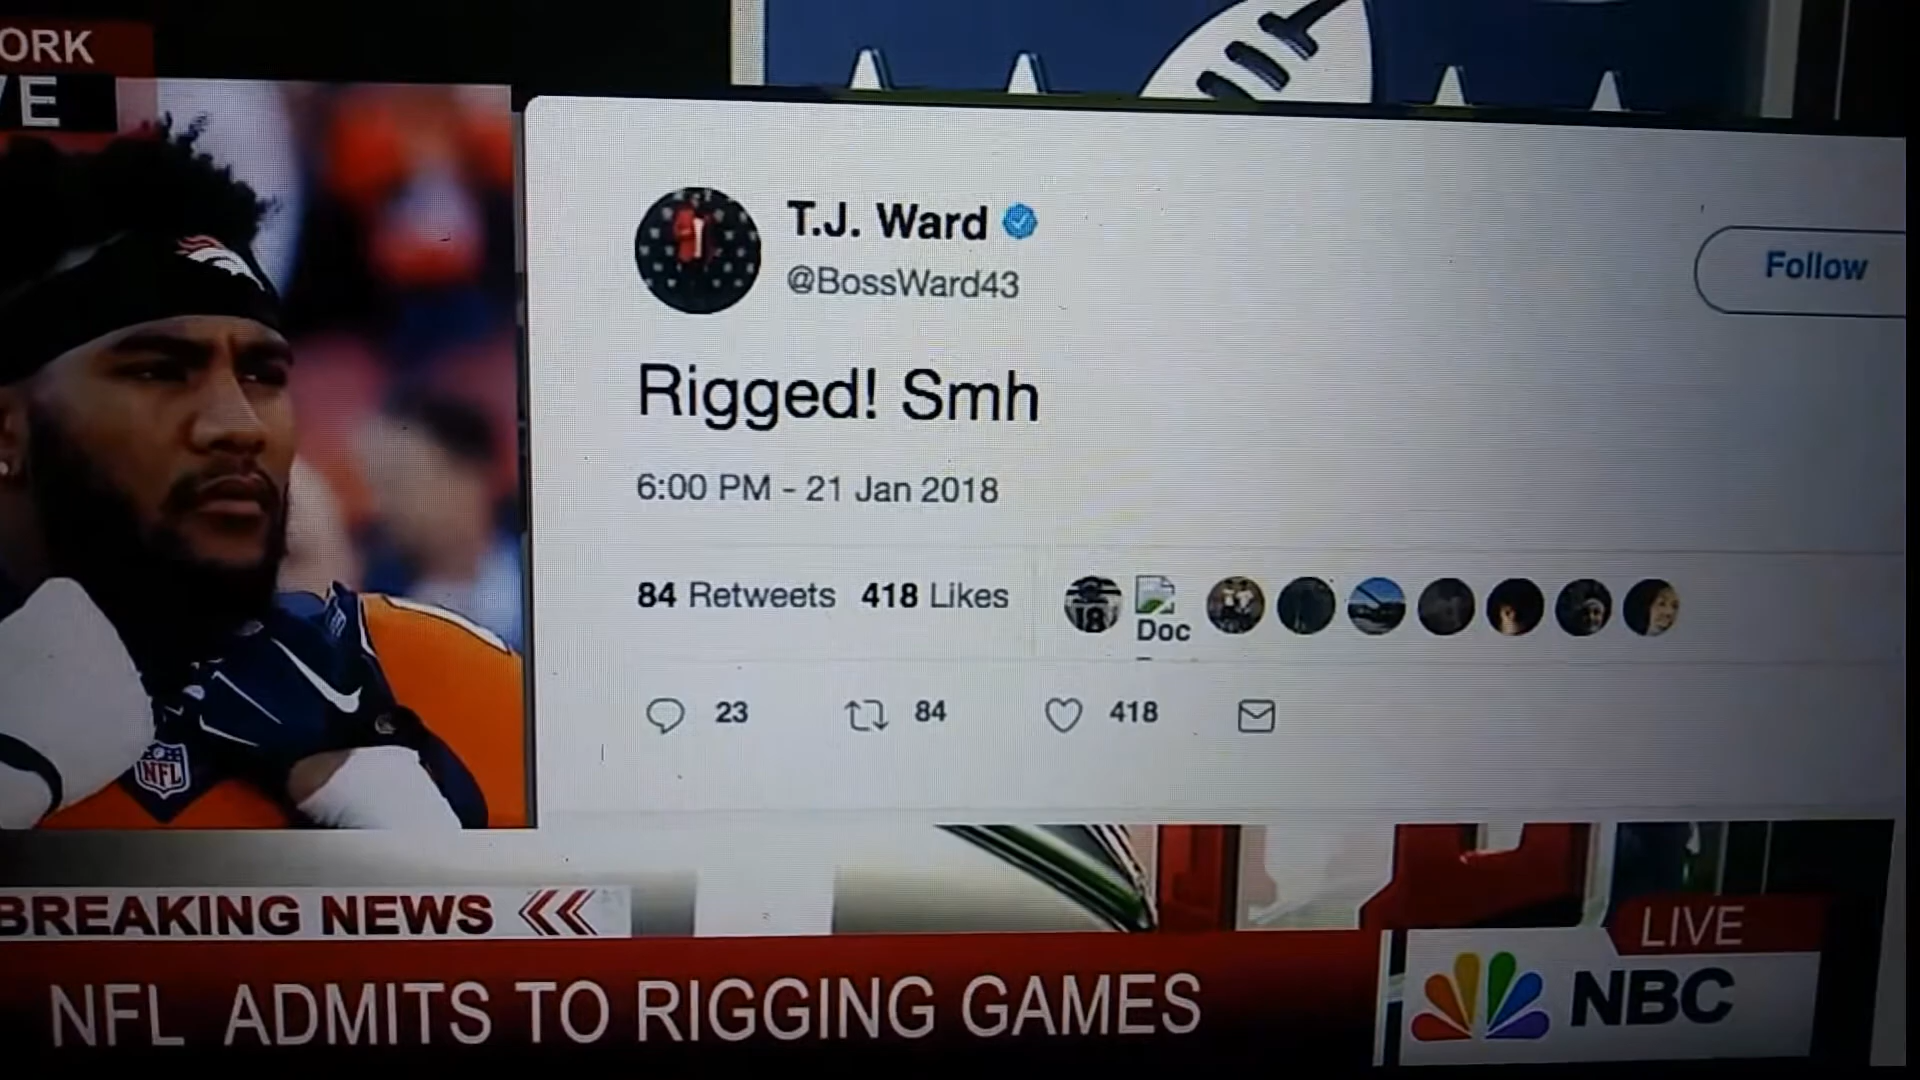 ORK
VE
T.J. Ward
@BossWard43
Follow
Rigged! Smh
6:00 PM - 21 Jan 2018
84 Retweets 418 Likes
18
Doc
23 84 418
NFL
BREAKING NEWS
LIVE
NFL ADMITS TO RIGGING GAMES
NBC